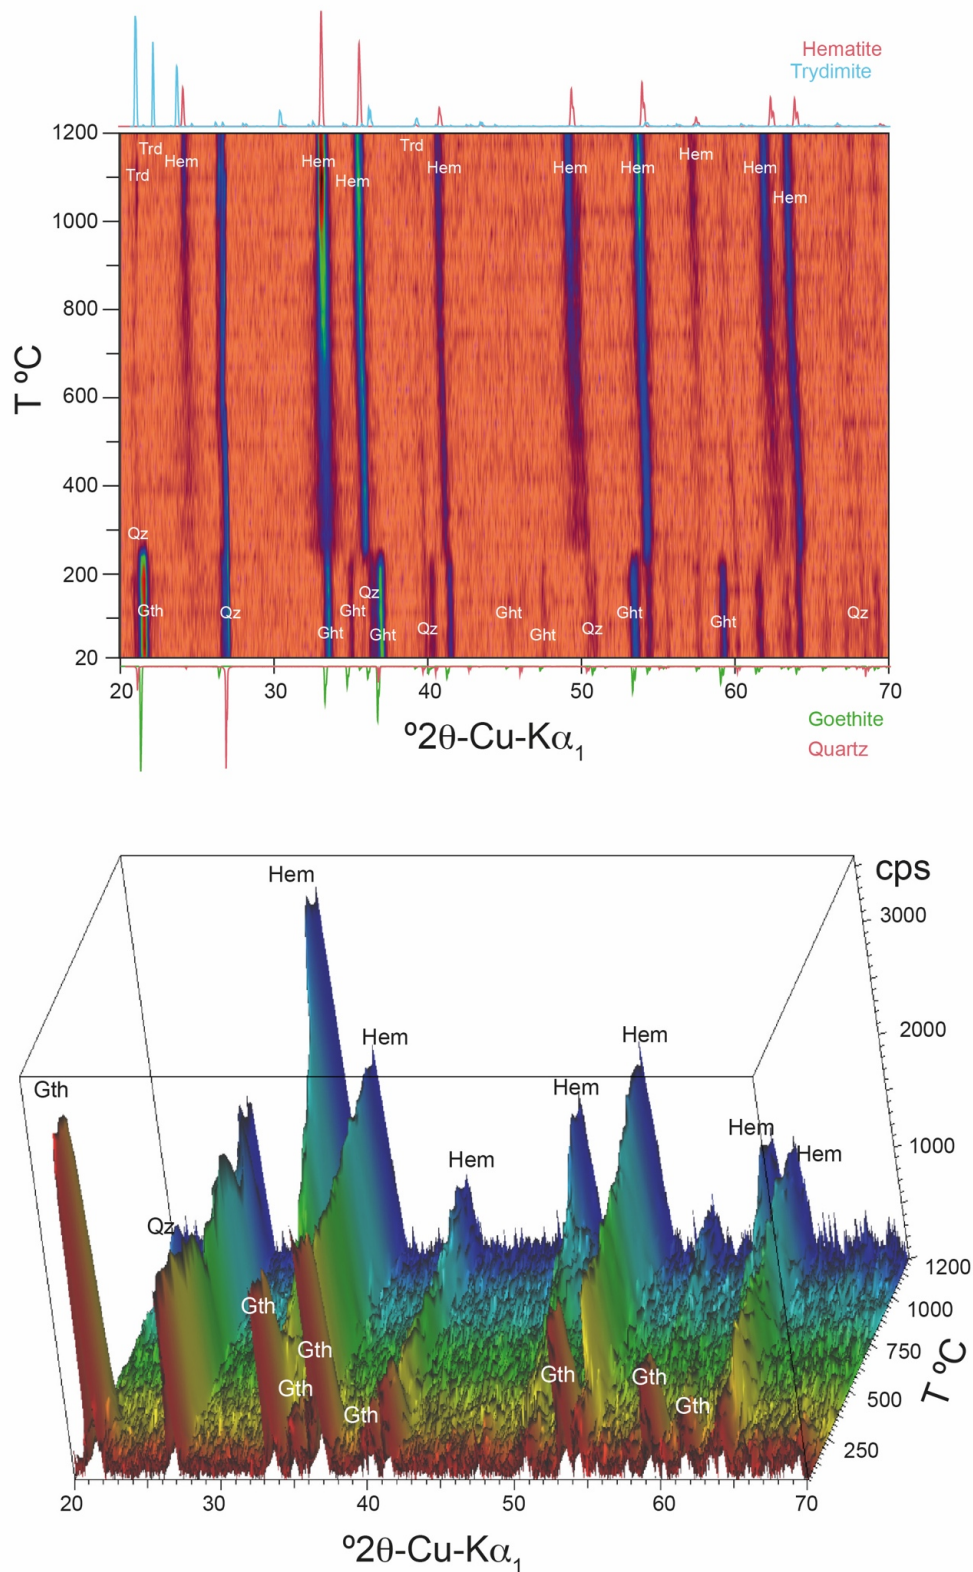 Hematite
Trydimite
1200
Trd
Trd
Hem
Hem
Hem
Trd
Hem
Hem
Hem
Hem
Hem
Hem
1000
800
T ºC
600
400
Qz
200
Gth
Qz
Ght
Ght
Qz
Ght
Qz
Ght
Ght
Qz
Ght
Ght
Qz
20
20
30
40
50
60
70
º2θ-Cu-Kα1
Goethite
Quartz
cps
Hem
3000
Hem
Hem
2000
Gth
Hem
Hem
Hem
1000
Hem
Qz
1200
Gth
1000
Gth
750
Gth
Gth
Gth
Gth
Gth
500
T ºC
250
20
30
40
50
60
70
º2θ-Cu-Kα1